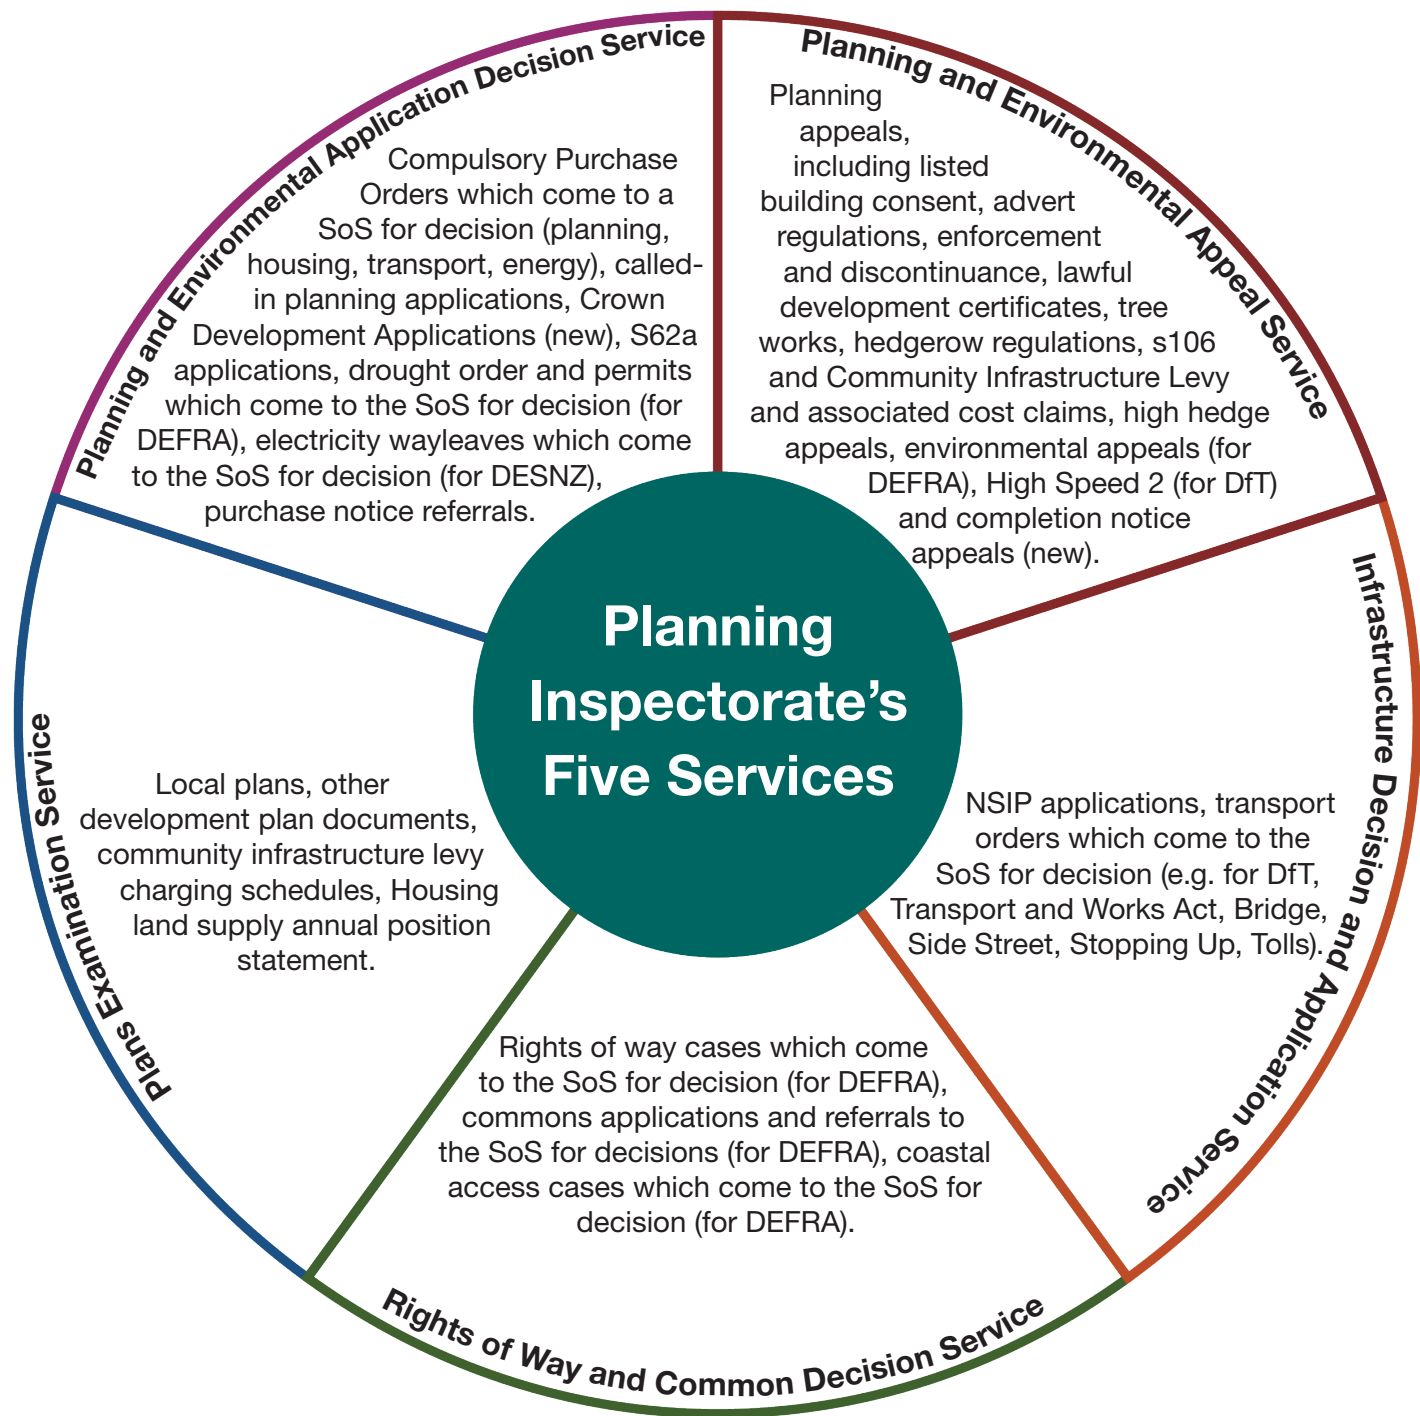 Planning and Environmental Application Decision Service
Compulsory Purchase
Orders which come to a
SoS for decision (planning,
housing, transport, energy), called-
in planning applications, Crown
Development Applications (new), S62a
applications, drought order and permits
which come to the SoS for decision (for
DEFRA), electricity wayleaves which come
to the SoS for decision (for DESNZ),
purchase notice referrals.
Planning and Environmental Appeal Service
Planning
appeals,
including listed
building consent, advert
regulations, enforcement
and discontinuance, lawful
development certificates, tree
works, hedgerow regulations, s106
and Community Infrastructure Levy
and associated cost claims, high hedge
appeals, environmental appeals (for
DEFRA), High Speed 2 (for DfT)
and completion notice
appeals (new).
Planning
Inspectorate’s
Five Services
Infrastructure Decision and Application Service
NSIP applications, transport
orders which come to the
SoS for decision (e.g. for DfT,
Transport and Works Act, Bridge,
Side Street, Stopping Up, Tolls).
Plans Examination Service
Local plans, other
development plan documents,
community infrastructure levy
charging schedules, Housing
land supply annual position
statement.
Rights of way cases which come
to the SoS for decision (for DEFRA),
commons applications and referrals to
the SoS for decisions (for DEFRA), coastal
access cases which come to the SoS for
decision (for DEFRA).
Rights of Way and Common Decision Service